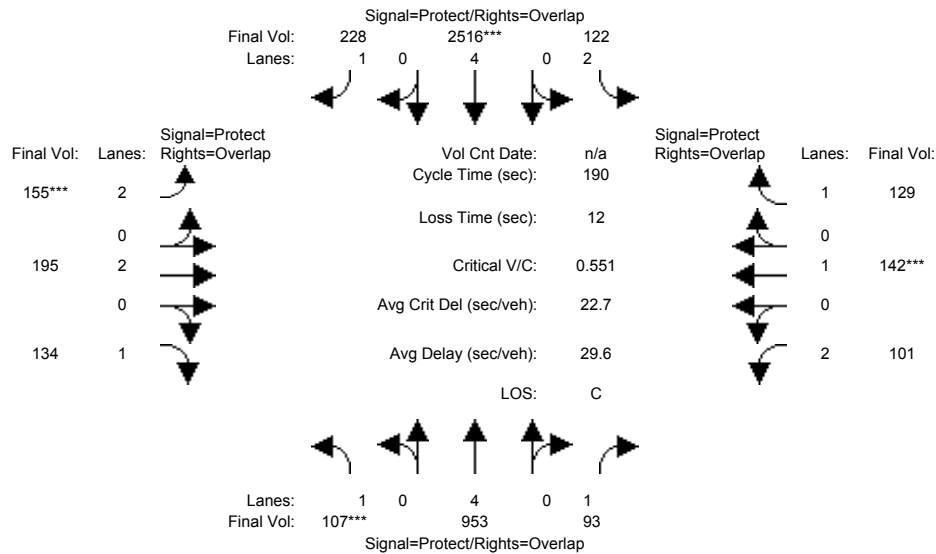 Signal=Protect/Rights=Overlap
Final Vol: 228 2516*** 122
Lanes: 1 0 4 0 2
Signal=Protect
Final Vol: Lanes: Rights=Overlap
Vol Cnt Date: n/a
Signal=Protect
Rights=Overlap Lanes: Final Vol:
Cycle Time (sec): 190
155*** 2
1 129
Loss Time (sec): 12
0
0
195 2
Critical V/C: 0.551
1 142***
0
Avg Crit Del (sec/veh): 22.7
0
134 1
Avg Delay (sec/veh): 29.6
2 101
LOS: C
Lanes: 1 0 4 0 1
Final Vol: 107*** 953 93
Signal=Protect/Rights=Overlap